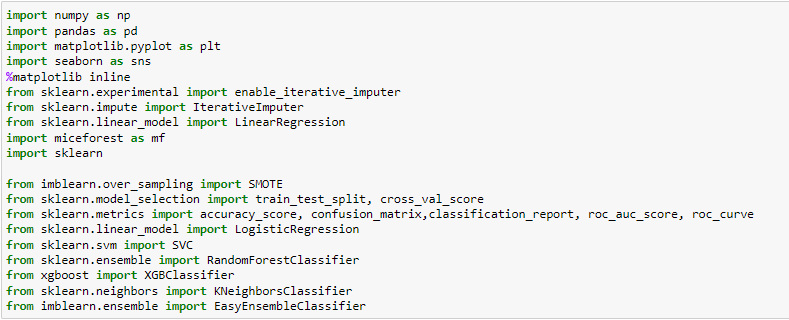 import numpy as np
import pandas as pd
import matplotlib.pyplot as plt
import seaborn as sns
%matplotlib inline
from sklearn.experimental import enable_iterative_imputer
from sklearn.impute import IterativeImputer
from sklearn.linear_model import LinearRegression
import miceforest as mf
import sklearn
from imblearn.over_sampling import SMOTE
from sklearn.model_selection import train_test_split, cross_val_score
from sklearn.metrics import accuracy_score, confusion_matrix,classification_report, roc_auc_score, roc_curve
from sklearn.linear_model import LogisticRegression
from sklearn.svm import SVC
from sklearn.ensemble import RandomForestClassifier
from xgboost import XGBClassifier
from sklearn.neighbors import KNeighborsClassifier
from imblearn.ensemble import EasyEnsembleClassifier